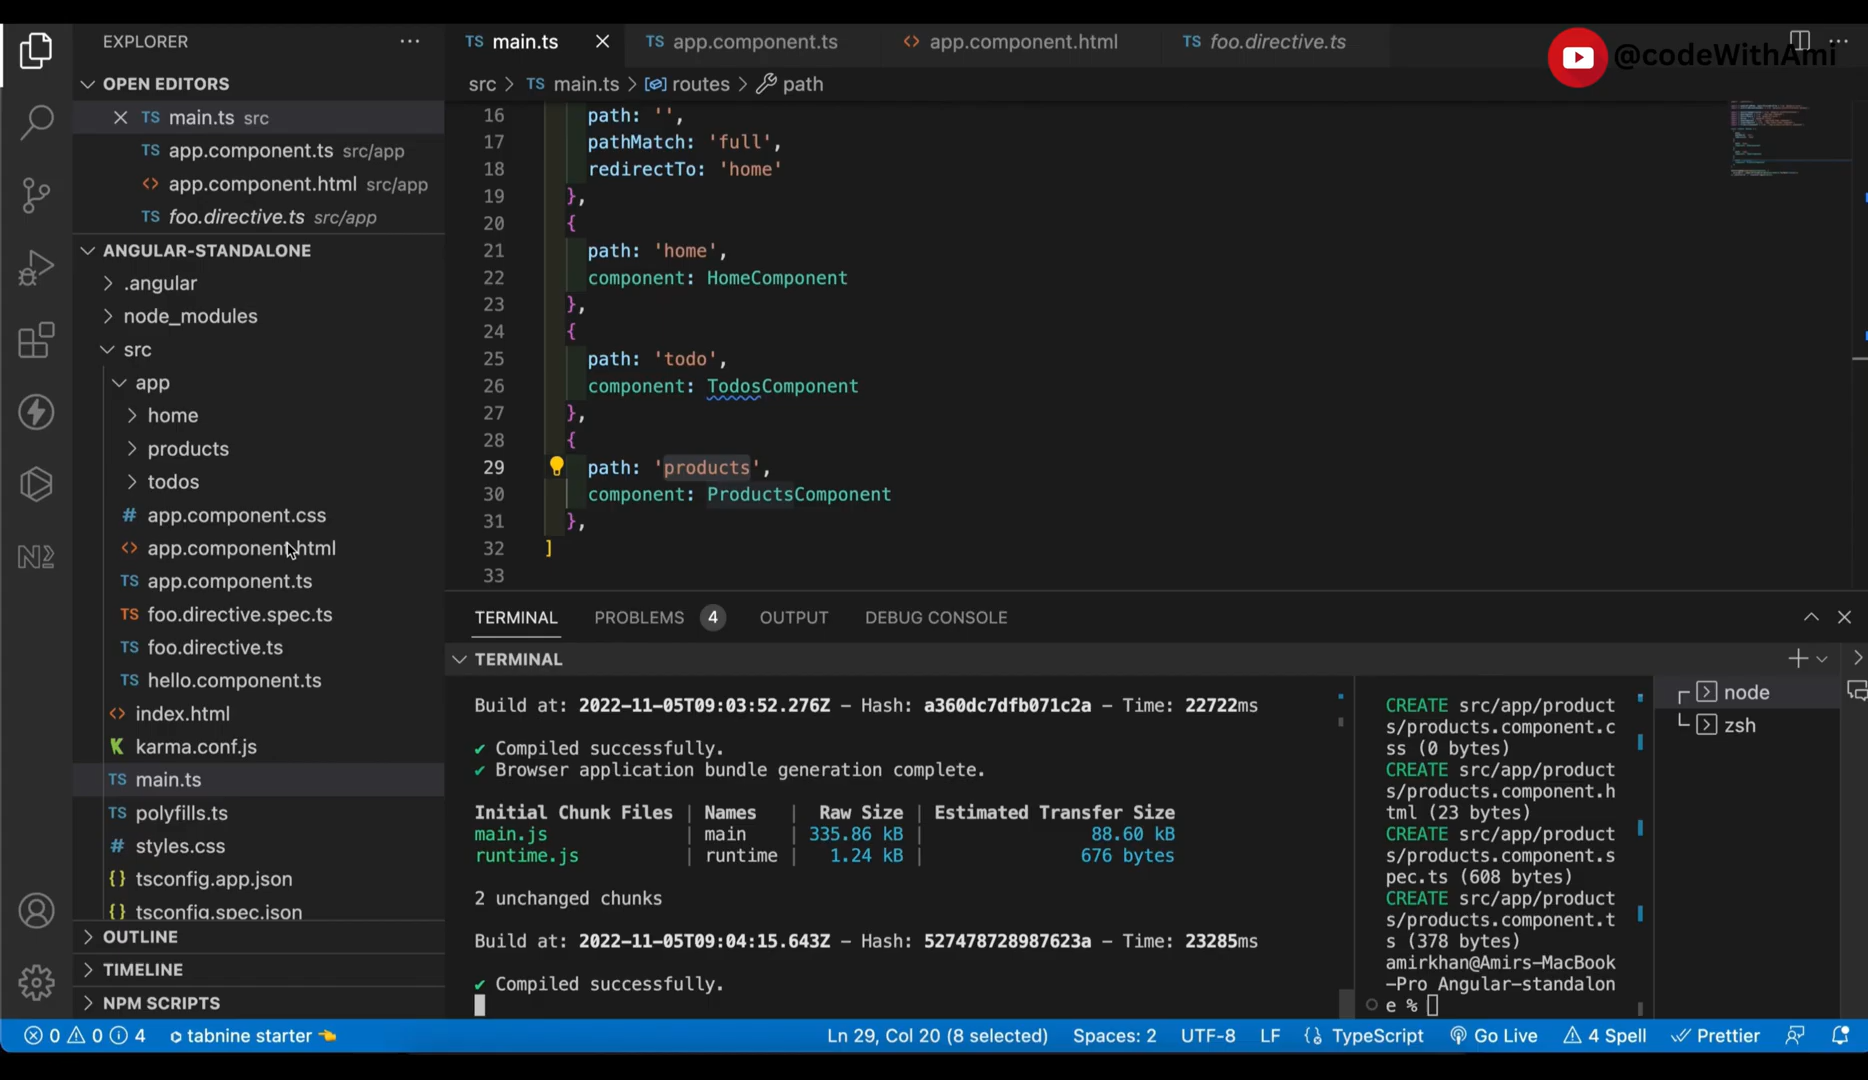 EXPLORER
OPEN EDITORS
main.ts src
app.component.ts src/app
app.component.html src/app
foo.directive.ts src/app
ANGULAR-STANDALONE
.angular
node_modules
src
app
home
products
todos
app.component.css
app.component.html
app.component.ts
foo.directive.spec.ts
foo.directive.ts
hello.component.ts
index.html
karma.conf.js
main.ts
polyfills.ts
styles.css
tsconfig.app.json
tsconfig.spec.json
OUTLINE
TIMELINE
NPM SCRIPTS
TS main.ts
TS app.component.ts
<> app.component.html
TS foo.directive.ts
@codeWithAmi
src > TS main.ts > routes > path
16 path: '',
17 pathMatch: 'full',
18 redirectTo: 'home'
19 },
20 {
21 path: 'home',
22 component: HomeComponent
23 },
24 {
25 path: 'todo',
26 component: TodosComponent
27 },
28 {
29 path: 'products',
30 component: ProductsComponent
31 },
32 ]
33
TERMINAL PROBLEMS 4 OUTPUT DEBUG CONSOLE
TERMINAL
Build at: 2022-11-05T09:03:52.276Z - Hash: a360dc7dfb071c2a - Time: 22722ms
✔ Compiled successfully.
✔ Browser application bundle generation complete.
Initial Chunk Files | Names | Raw Size | Estimated Transfer Size
main.js | main | 335.86 kB | 88.60 kB
runtime.js | runtime | 1.24 kB | 676 bytes
2 unchanged chunks
Build at: 2022-11-05T09:04:15.643Z - Hash: 527478728987623a - Time: 23285ms
✔ Compiled successfully.
CREATE src/app/product
s/products.component.c
ss (0 bytes)
CREATE src/app/product
s/products.component.h
tml (23 bytes)
CREATE src/app/product
s/products.component.s
pec.ts (608 bytes)
CREATE src/app/product
s/products.component.t
s (378 bytes)
amirkhan@Amirs-MacBook
-Pro Angular-standalon
e %
node
zsh
0 0 4 tabnine starter Ln 29, Col 20 (8 selected) Spaces: 2 UTF-8 LF {} TypeScript Go Live 4 Spell Prettier